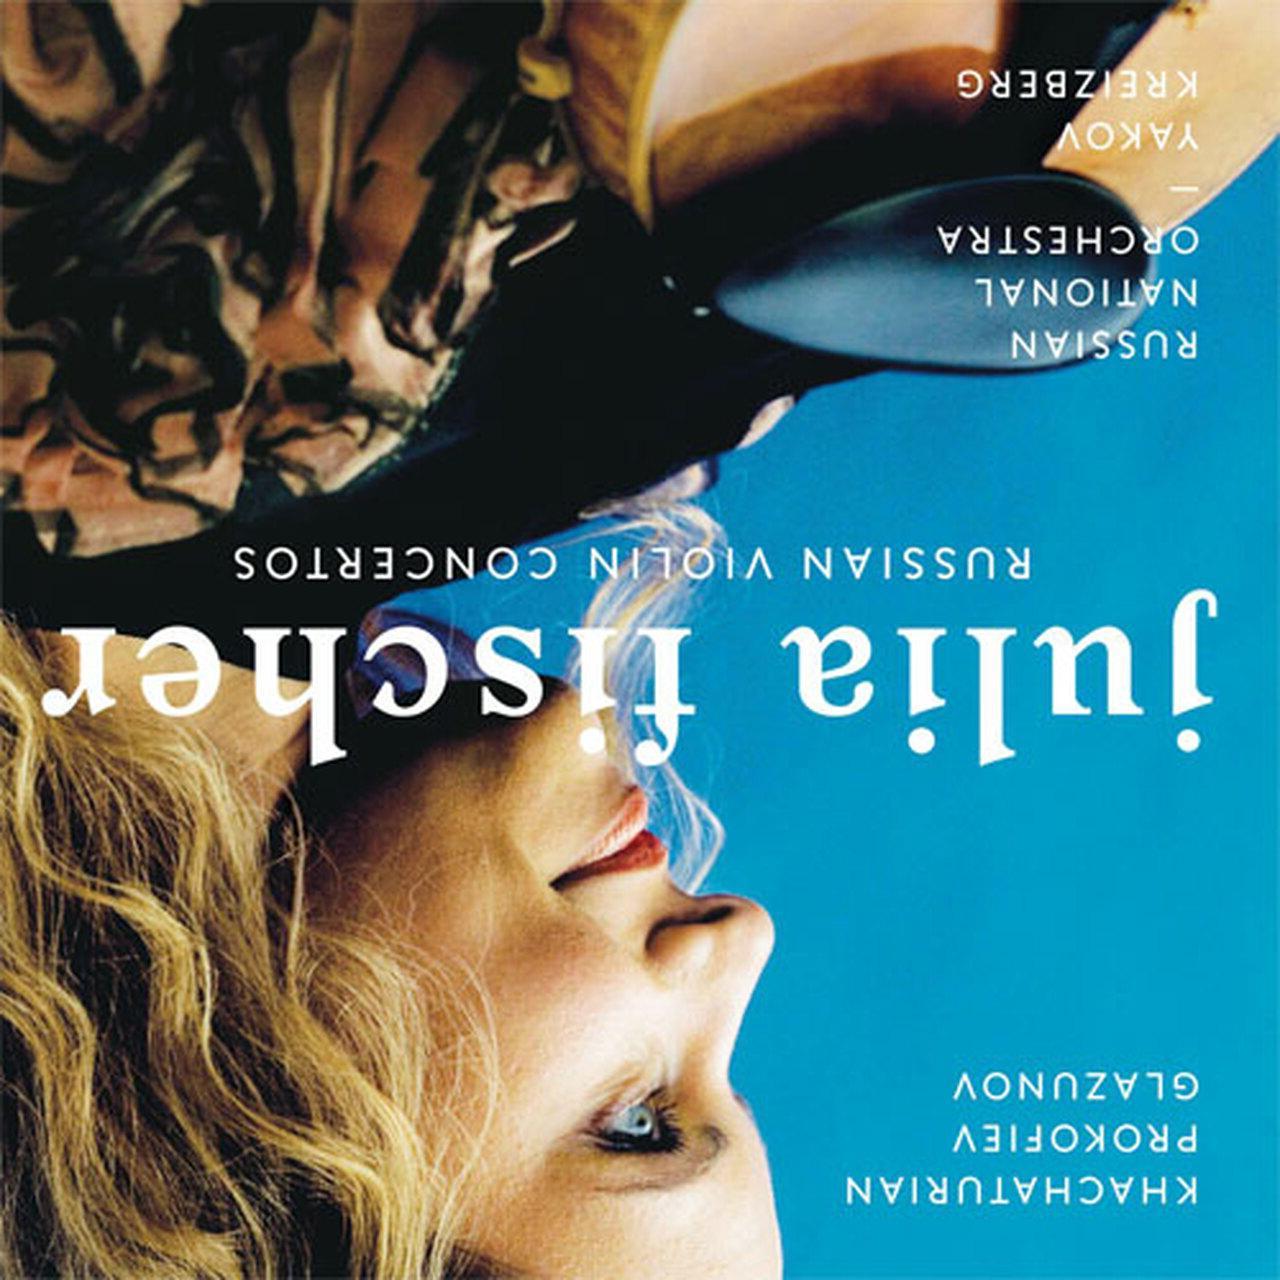 KHACHATURIAN
PROKOFIEV
GLAZUNOV
julia fischer
RUSSIAN VIOLIN CONCERTOS
RUSSIAN
NATIONAL
ORCHESTRA
—
YAKOV
KREIZBERG